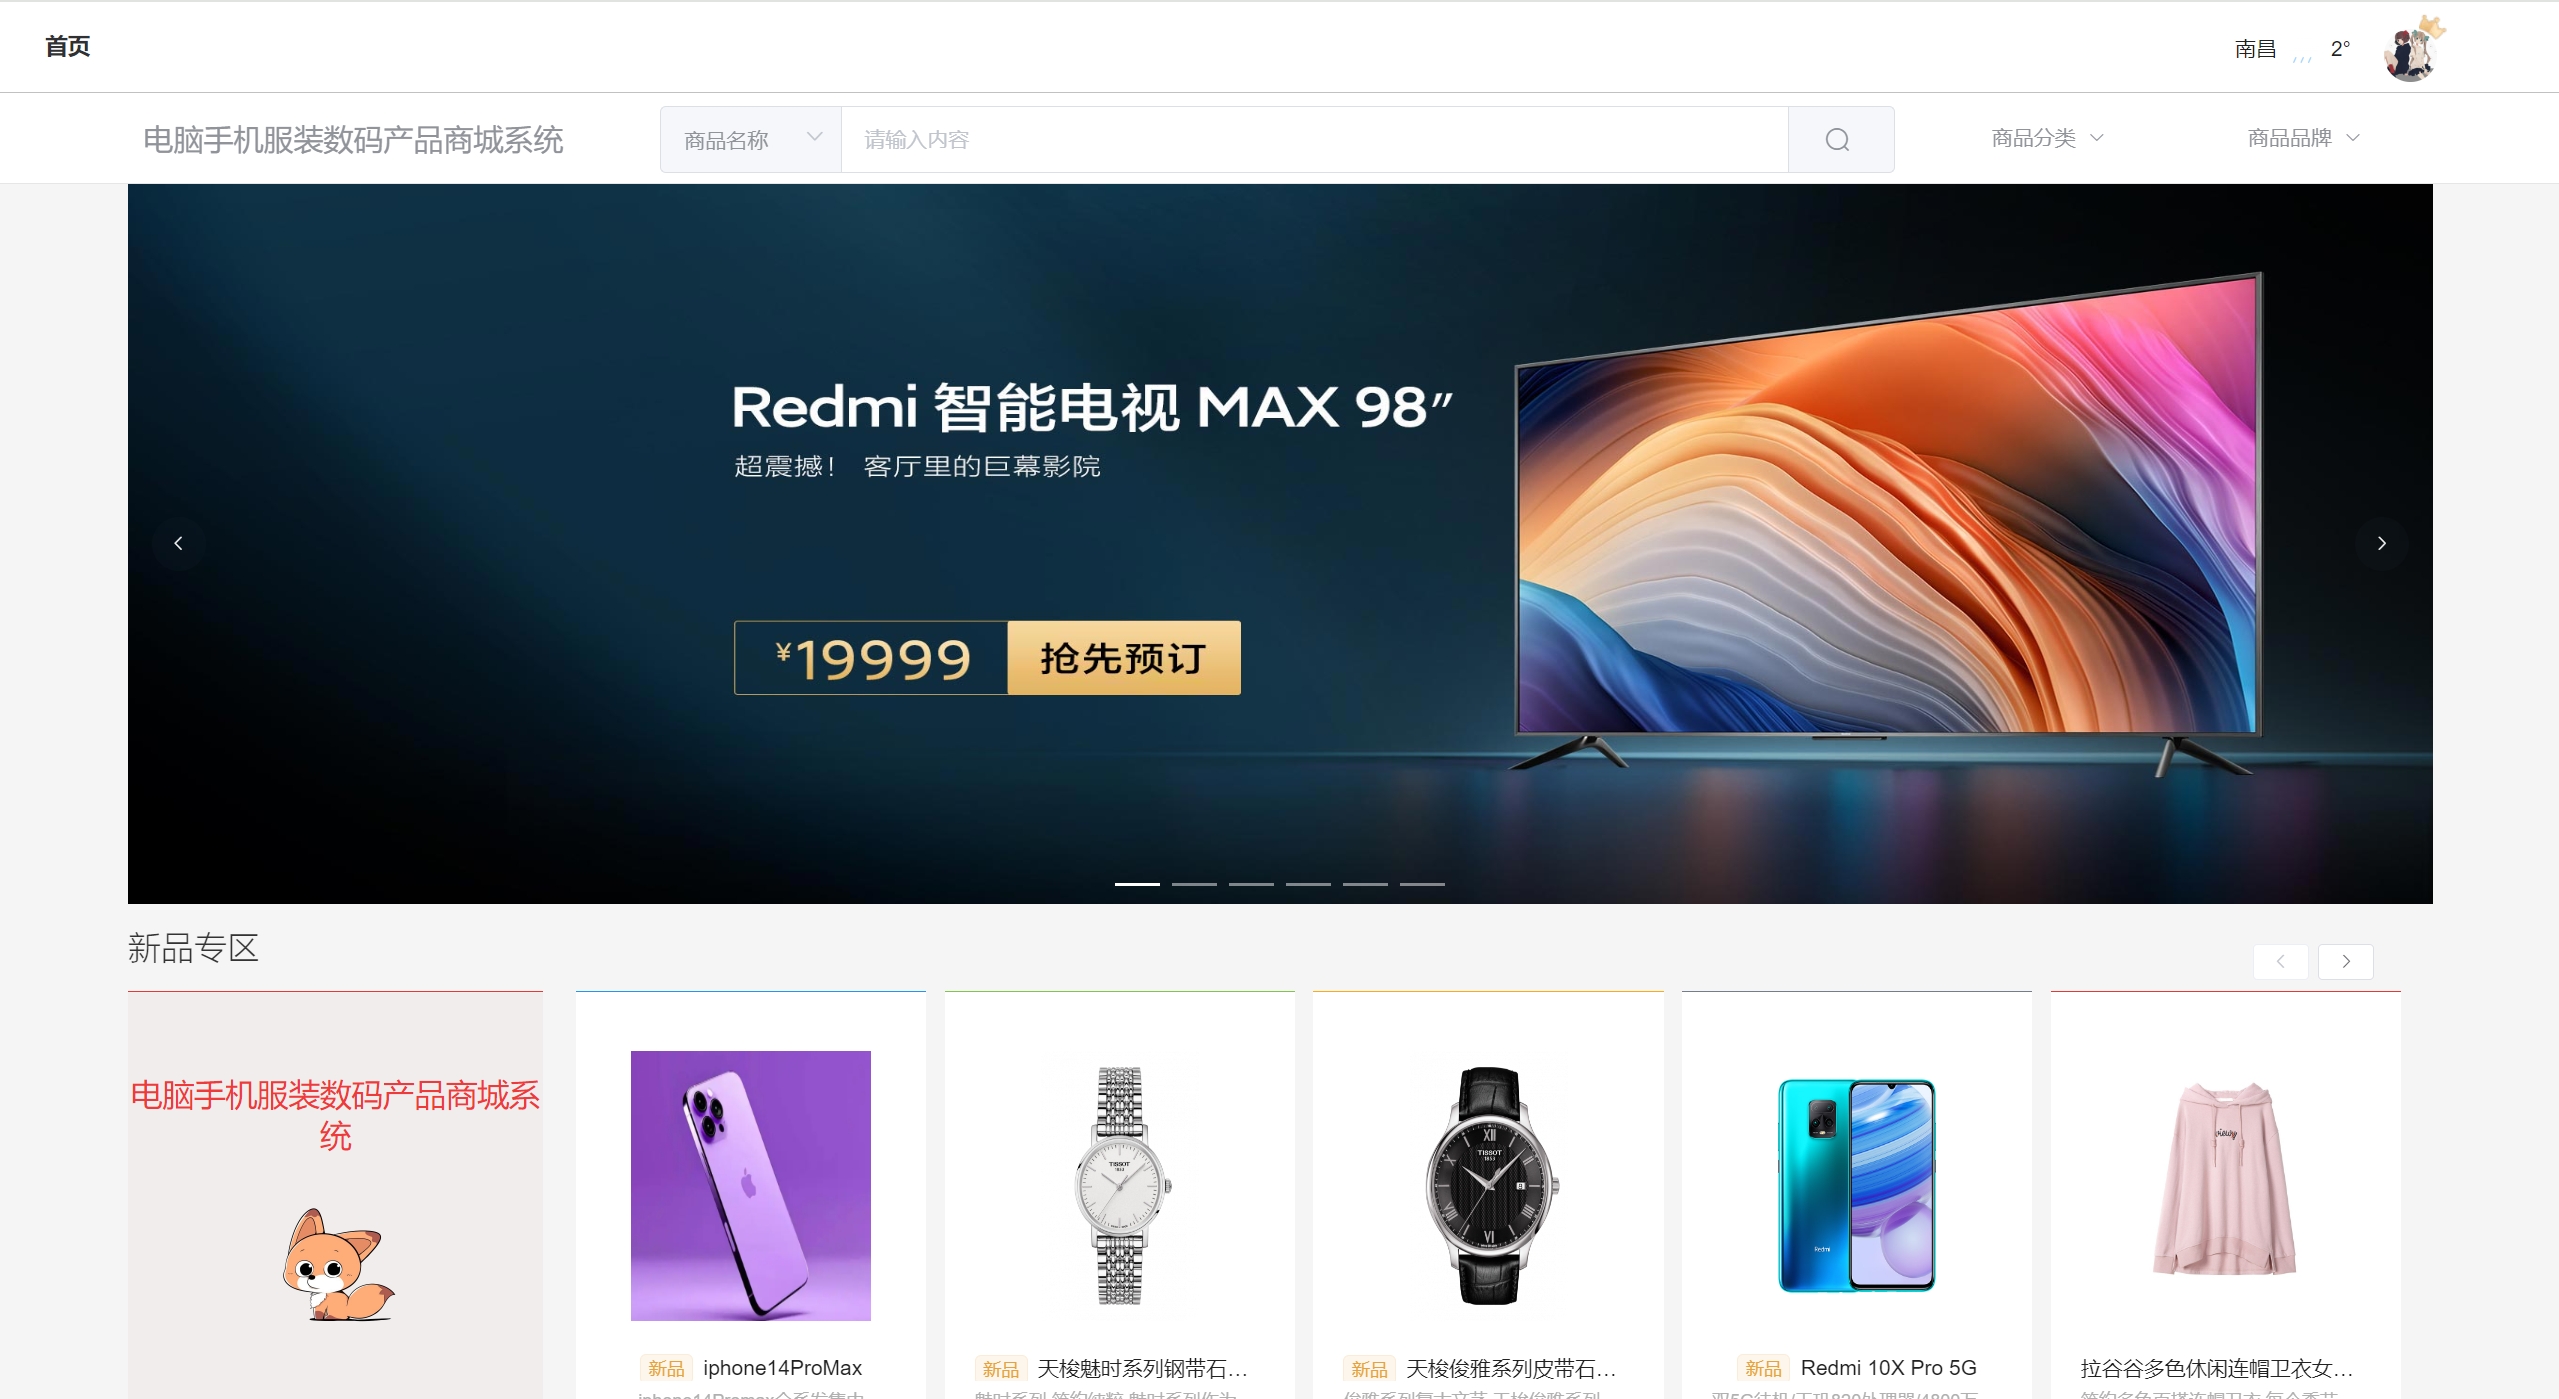 首页
南昌 2°
电脑手机服装数码产品商城系统 商品名称 请输入内容 商品分类 商品品牌
Redmi 智能电视 MAX 98″
超震撼！ 客厅里的巨幕影院
¥19999 抢先预订
新品专区
电脑手机服装数码产品商城系
统
TISSOT
1853
TISSOT
1853
Redmi
新品 iphone14ProMax
新品 天梭魅时系列钢带石...
新品 天梭俊雅系列皮带石...
新品 Redmi 10X Pro 5G
拉谷谷多色休闲连帽卫衣女...